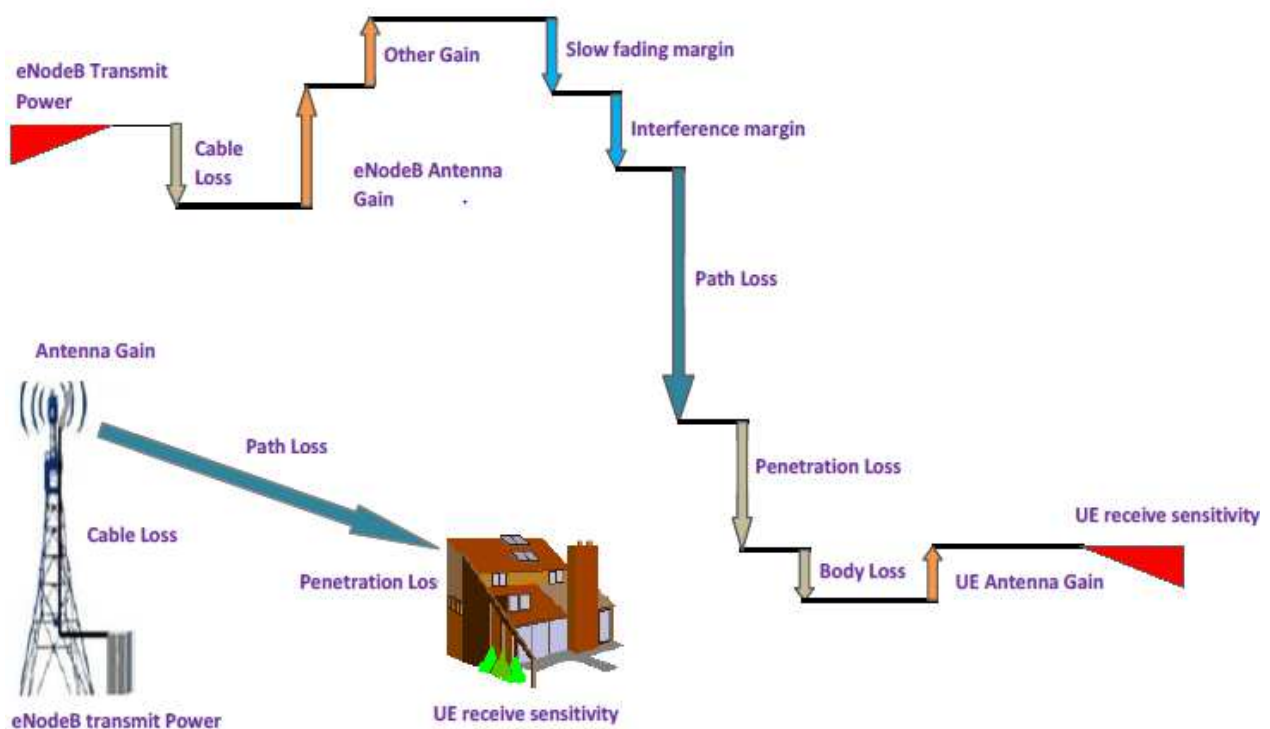 eNodeB Transmit
Power
Cable
Loss
eNodeB Antenna
Gain
Other Gain
Slow fading margin
Interference margin
Path Loss
Penetration Loss
Body Loss
UE Antenna Gain
UE receive sensitivity
Antenna Gain
Path Loss
Cable Loss
Penetration Los
eNodeB transmit Power
UE receive sensitivity